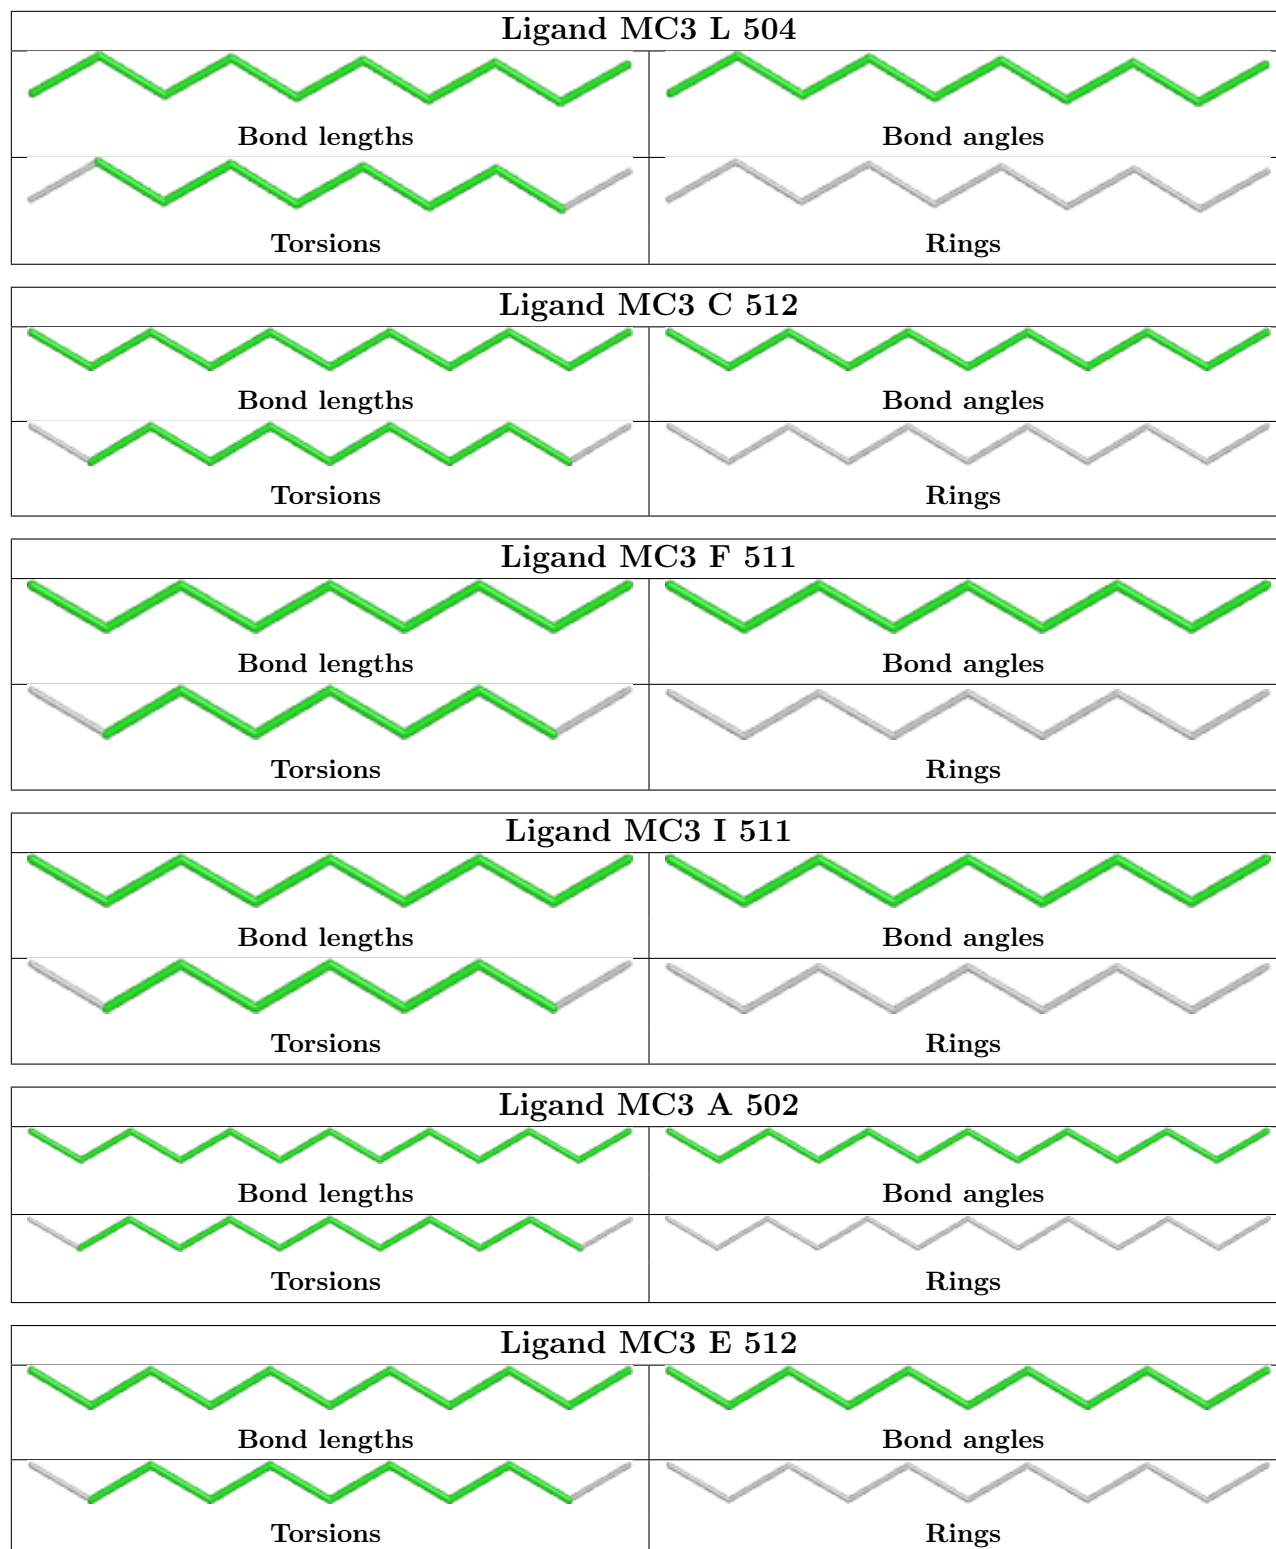 Ligand MC3 L 504
Bond lengths Bond angles
Torsions Rings
Ligand MC3 C 512
Bond lengths Bond angles
Torsions Rings
Ligand MC3 F 511
Bond lengths Bond angles
Torsions Rings
Ligand MC3 I 511
Bond lengths Bond angles
Torsions Rings
Ligand MC3 A 502
Bond lengths Bond angles
Torsions Rings
Ligand MC3 E 512
Bond lengths Bond angles
Torsions Rings